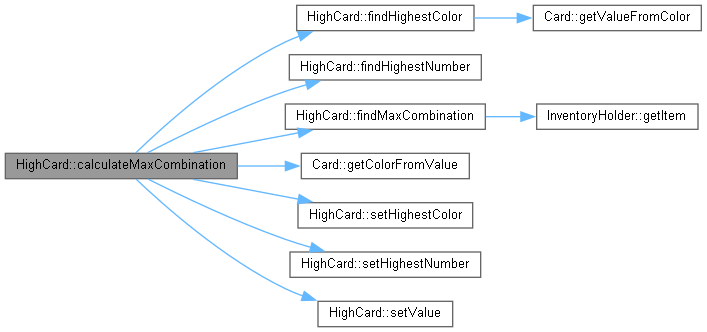 HighCard::findHighestColor
Card::getValueFromColor
HighCard::findHighestNumber
HighCard::findMaxCombination
InventoryHolder::getItem
HighCard::calculateMaxCombination
Card::getColorFromValue
HighCard::setHighestColor
HighCard::setHighestNumber
HighCard::setValue